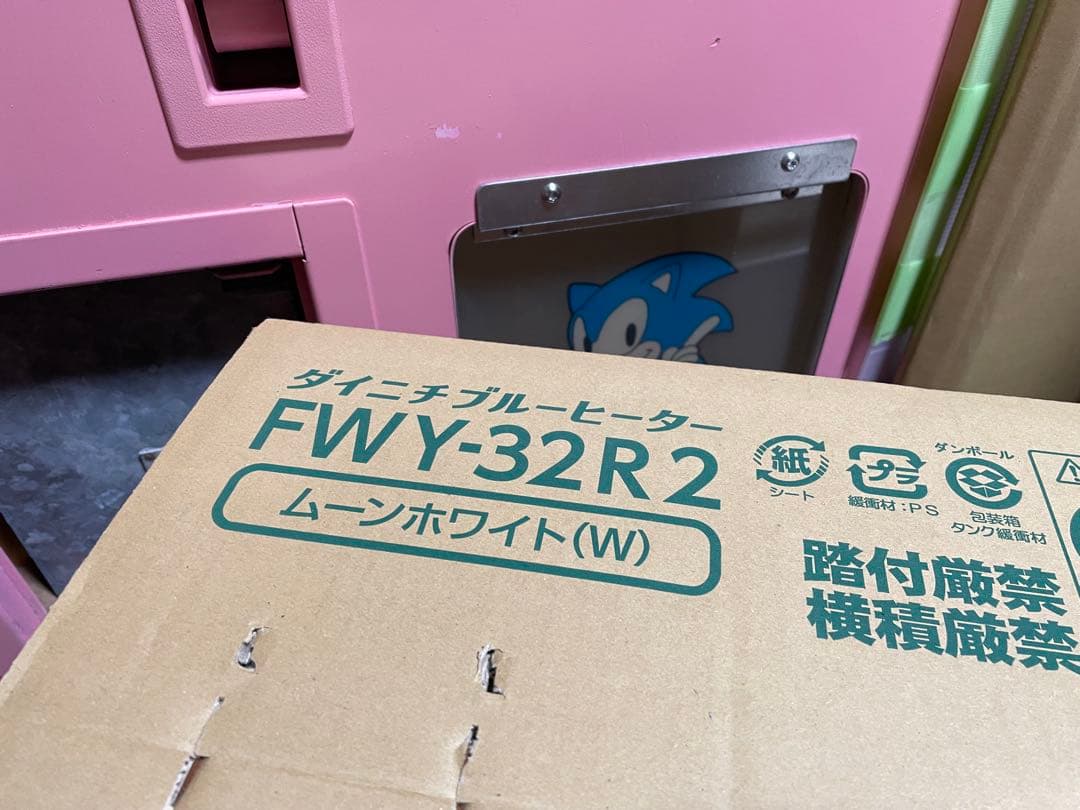 ダイニチブルーヒーター
FWY-32R2
ムーンホワイト(W)
紙
シート
プラ
緩衝材:PS
ダンボール
包装箱
タンク緩衝材
踏付厳禁
横積厳禁